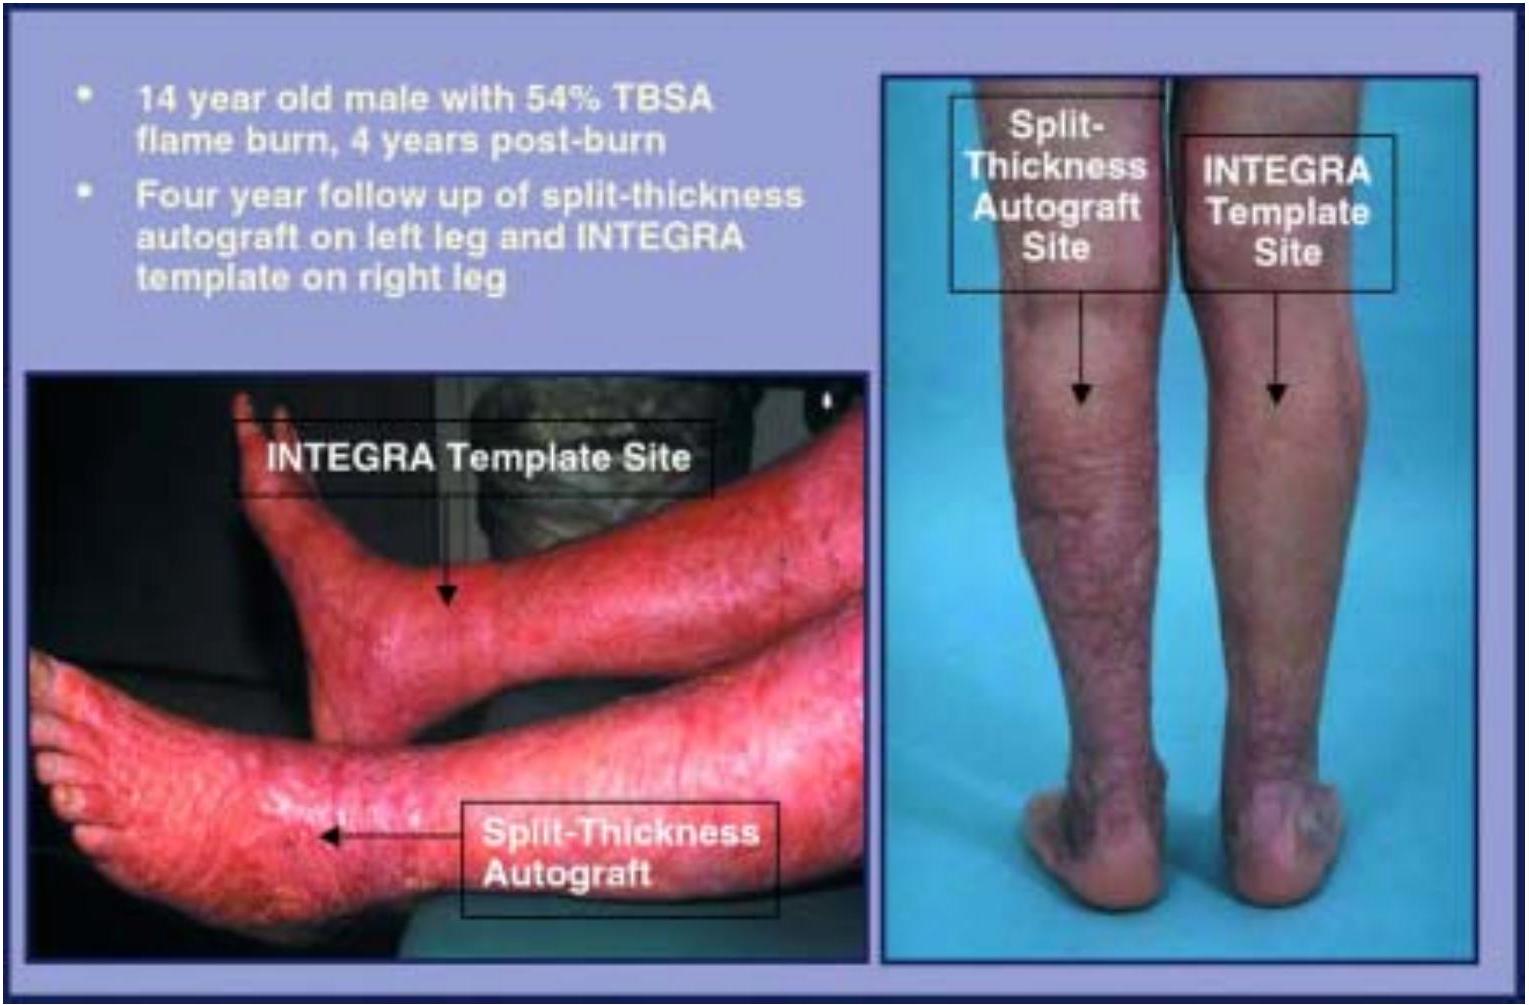 • 14 year old male with 54% TBSA
flame burn, 4 years post-burn
• Four year follow up of split-thickness
autograft on left leg and INTEGRA
template on right leg
Split-
Thickness
Autograft
Site
INTEGRA
Template
Site
INTEGRA Template Site
Split-Thickness
Autograft